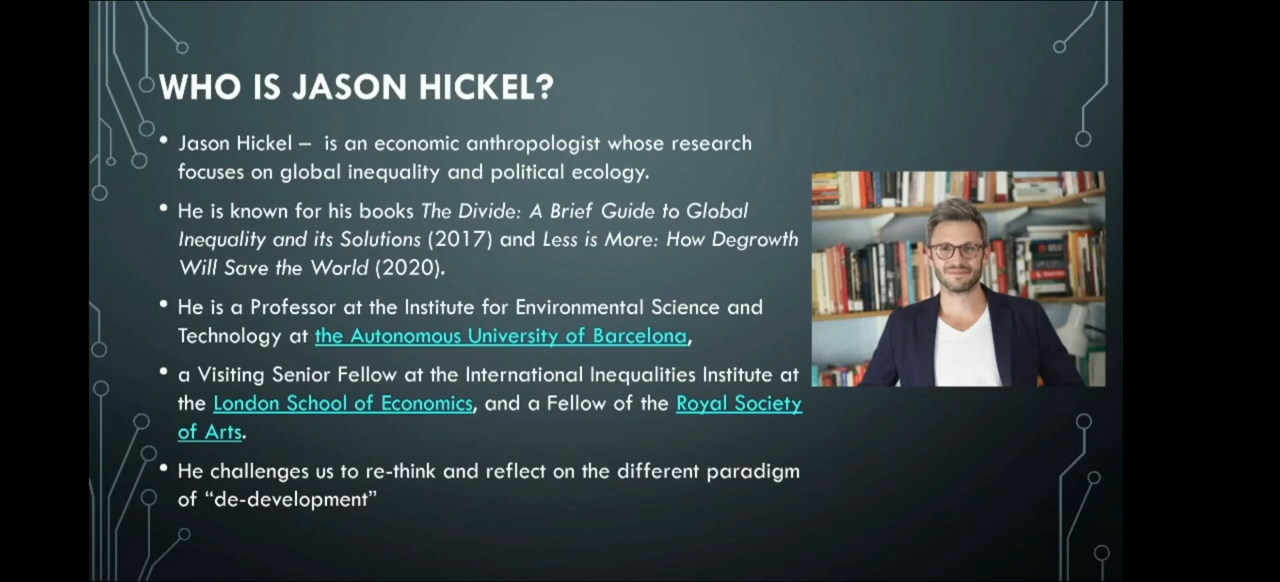 WHO IS JASON HICKEL?
• Jason Hickel – is an economic anthropologist whose research
focuses on global inequality and political ecology.
• He is known for his books The Divide: A Brief Guide to Global
Inequality and its Solutions (2017) and Less is More: How Degrowth
Will Save the World (2020).
• He is a Professor at the Institute for Environmental Science and
Technology at the Autonomous University of Barcelona,
• a Visiting Senior Fellow at the International Inequalities Institute at
the London School of Economics, and a Fellow of the Royal Society
of Arts.
• He challenges us to re-think and reflect on the different paradigm
of “de-development”